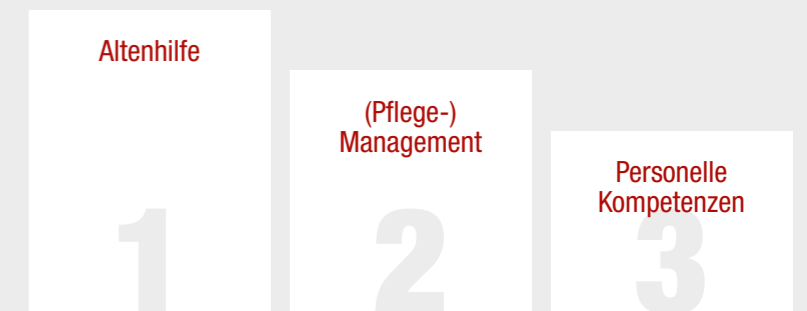 Altenhilfe
1
(Pflege-)
Management
2
Personelle
Kompetenzen
3